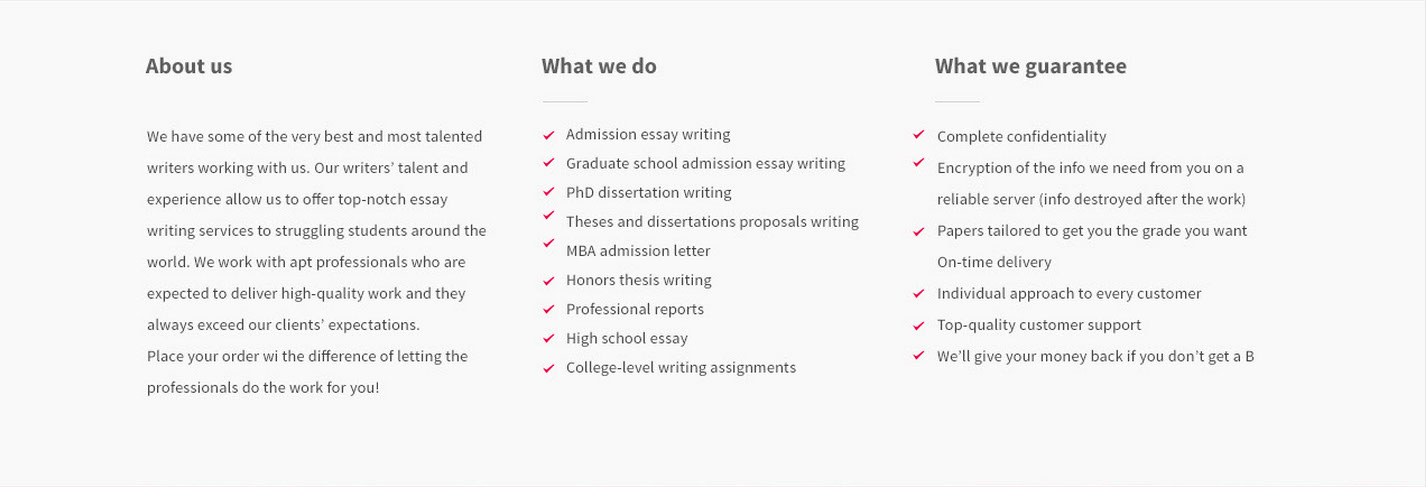 About us
We have some of the very best and most talented
writers working with us. Our writers’ talent and
experience allow us to offer top-notch essay
writing services to struggling students around the
world. We work with apt professionals who are
expected to deliver high-quality work and they
always exceed our clients’ expectations.
Place your order wi the difference of letting the
professionals do the work for you!
What we do
Admission essay writing
Graduate school admission essay writing
PhD dissertation writing
Theses and dissertations proposals writing
MBA admission letter
Honors thesis writing
Professional reports
High school essay
College-level writing assignments
What we guarantee
Complete confidentiality
Encryption of the info we need from you on a
reliable server (info destroyed after the work)
Papers tailored to get you the grade you want
On-time delivery
Individual approach to every customer
Top-quality customer support
We’ll give your money back if you don’t get a B